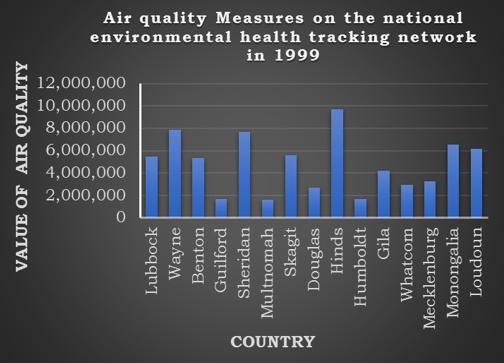 Air quality Measures on the national
environmental health tracking network
in 1999
VALUE OF AIR QUALITY
12,000,000
10,000,000
8,000,000
6,000,000
4,000,000
2,000,000
0
Lubbock
Wayne
Benton
Guilford
Sheridan
Multnomah
Skagit
Douglas
Hinds
Humboldt
Gila
Whatcom
Mecklenburg
Monongalia
Loudoun
COUNTRY